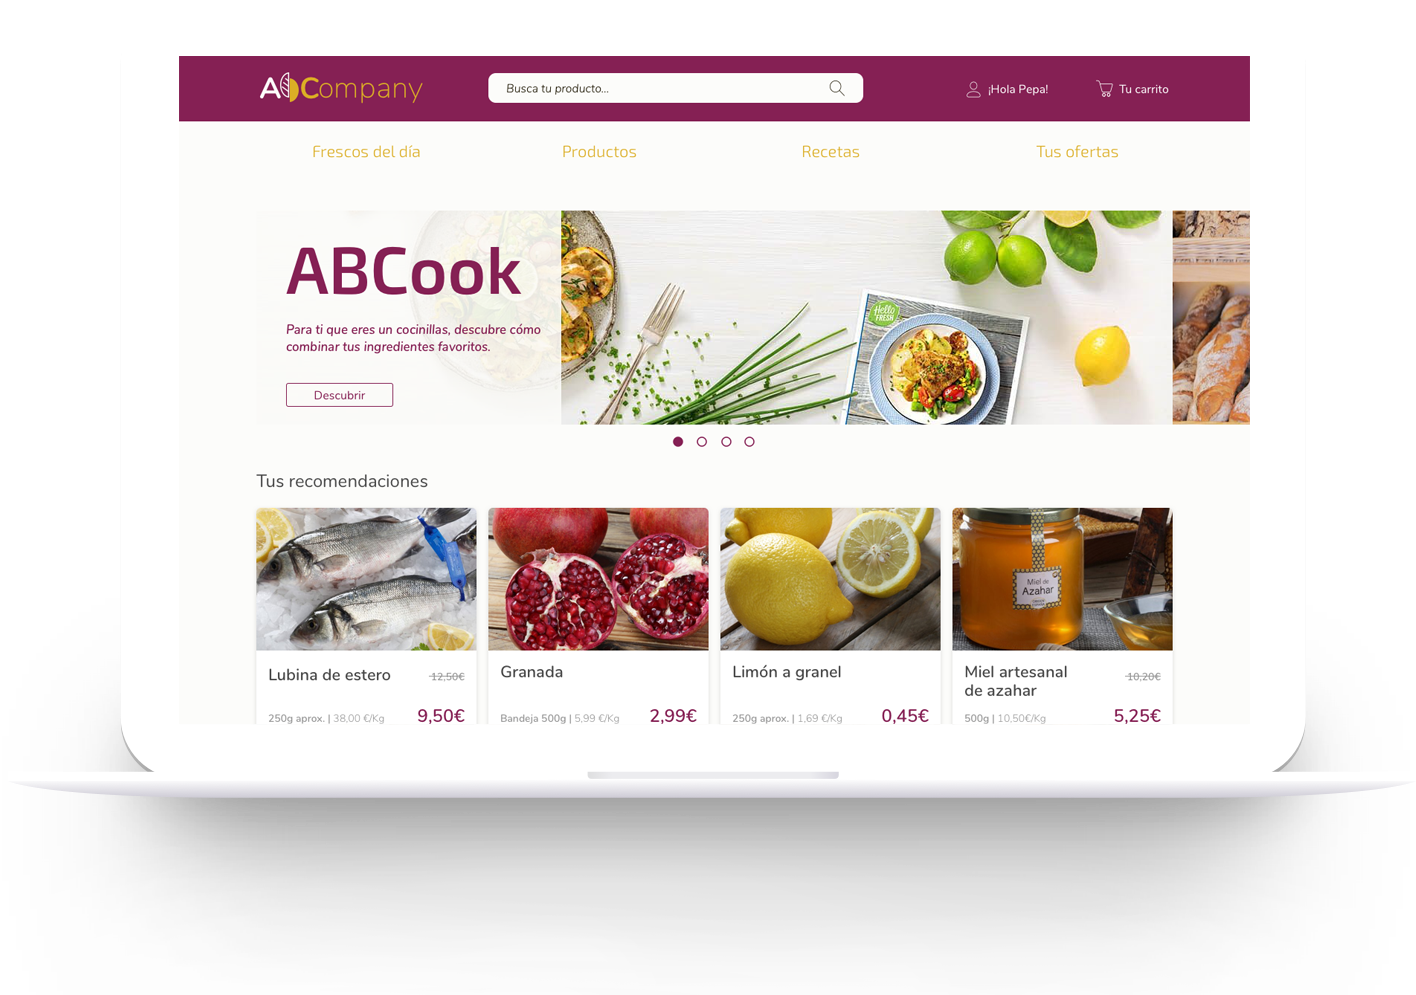 ABCompany
Busca tu producto...
¡Hola Pepa!
Tu carrito
Frescos del día
Productos
Recetas
Tus ofertas
ABCook
Para ti que eres un cocinillas, descubre cómo
combinar tus ingredientes favoritos.
Descubrir
Hello
FRESH
Tus recomendaciones
Miel de
Azahar
Lubina de estero
12,50€
250g aprox. | 38,00 €/Kg
9,50€
Granada
Bandeja 500g | 5,99 €/Kg
2,99€
Limón a granel
250g aprox. | 1,69 €/Kg
0,45€
Miel artesanal
de azahar
10,20€
500g | 10,50€/Kg
5,25€